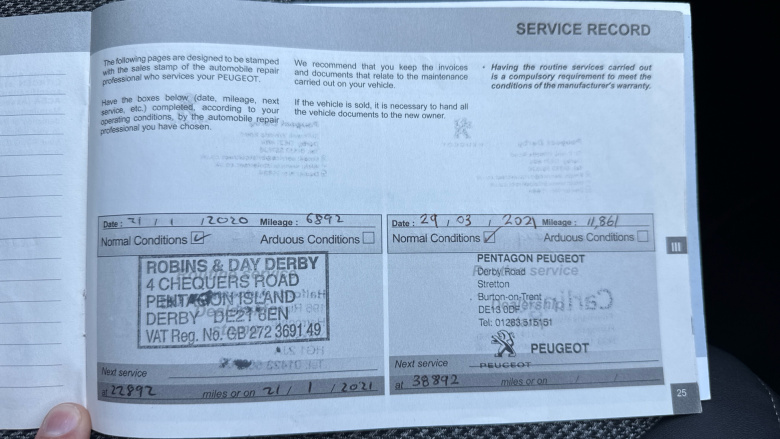 SERVICE RECORD
The following pages are designed to be stamped
with the sales stamp of the automobile repair
professional who services your PEUGEOT.
Have the boxes below (date, mileage, next
service, etc.) completed, according to your
operating conditions, by the automobile repair
professional you have chosen.
We recommend that you keep the invoices
and documents that relate to the maintenance
carried out on your vehicle.
If the vehicle is sold, it is necessary to hand all
the vehicle documents to the new owner.
• Having the routine services carried out
is a compulsory requirement to meet the
conditions of the manufacturer's warranty.
Date : 21 / 1 / 2020 Mileage : 6892
Normal Conditions Arduous Conditions
ROBINS & DAY DERBY
4 CHEQUERS ROAD
PENTAGON ISLAND
DERBY DE21 6EN
VAT Reg. No. GB 272 3691 49
Next service
at 22892 miles or on 21 / 1 / 2021
Date : 29 / 03 / 2021 Mileage : 11,861
Normal Conditions Arduous Conditions
PENTAGON PEUGEOT
Derby Road
Stretton
Burton-on-Trent
DE13 0DF
Tel: 01283 515151
PEUGEOT
PEUGEOT
Next service
at 38892 miles or on / /
III
25